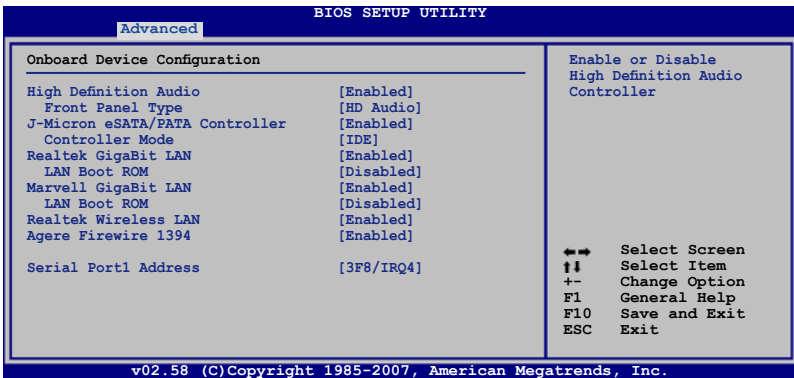 BIOS SETUP UTILITY
Advanced
Onboard Device Configuration
High Definition Audio [Enabled]
Front Panel Type [HD Audio]
J-Micron eSATA/PATA Controller [Enabled]
Controller Mode [IDE]
Realtek GigaBit LAN [Enabled]
LAN Boot ROM [Disabled]
Marvell GigaBit LAN [Enabled]
LAN Boot ROM [Disabled]
Realtek Wireless LAN [Enabled]
Agere Firewire 1394 [Enabled]
Serial Port1 Address [3F8/IRQ4]
Enable or Disable
High Definition Audio
Controller
←→ Select Screen
↑↓ Select Item
+- Change Option
F1 General Help
F10 Save and Exit
ESC Exit
v02.58 (C)Copyright 1985-2007, American Megatrends, Inc.